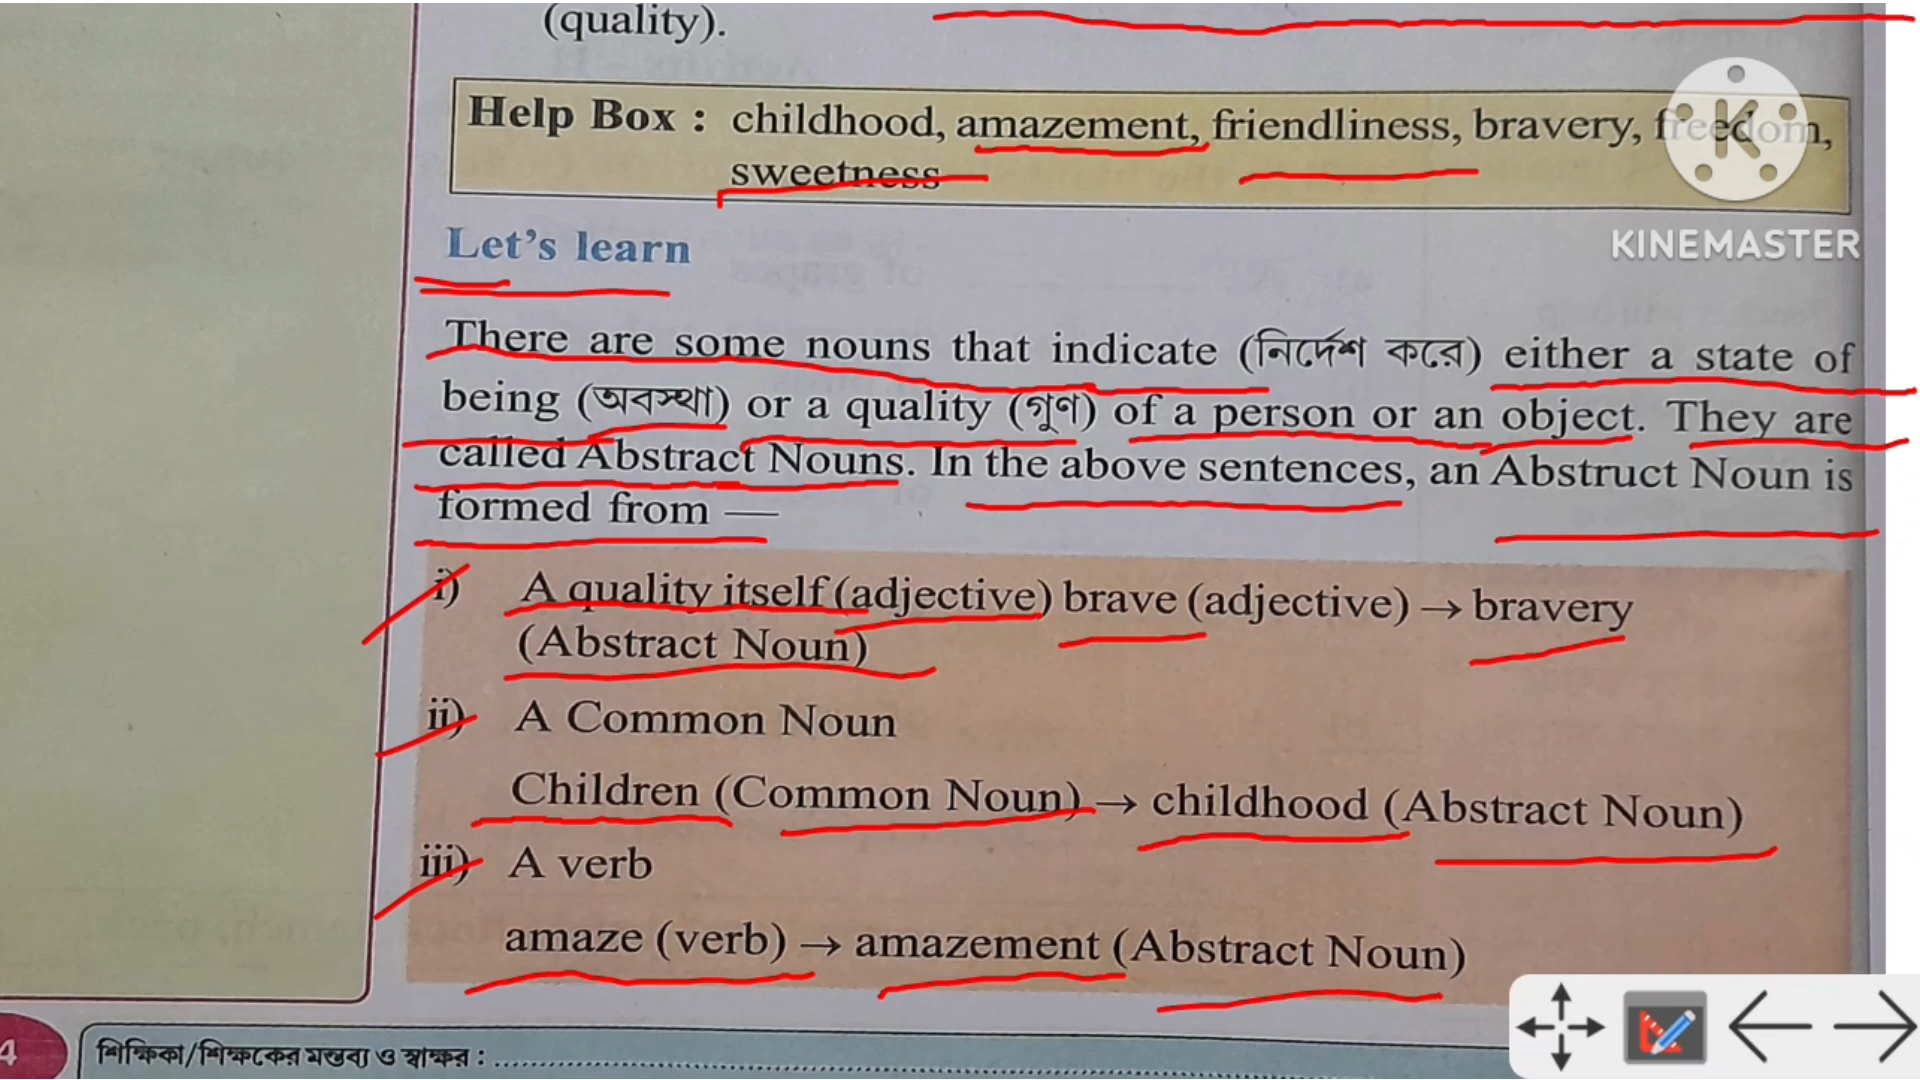 (quality).
Help Box : childhood, amazement, friendliness, bravery, freedom,
sweetness
KINEMASTER
Let's learn
There are some nouns that indicate (নির্দেশ করে) either a state of
being (অবস্থা) or a quality (গুণ) of a person or an object. They are
called Abstract Nouns. In the above sentences, an Abstruct Noun is
formed from —
i) A quality itself (adjective) brave (adjective) → bravery
(Abstract Noun)
ii) A Common Noun
Children (Common Noun) → childhood (Abstract Noun)
iii) A verb
amaze (verb) → amazement (Abstract Noun)
4
শিক্ষিকা/শিক্ষকের মন্তব্য ও স্বাক্ষর :